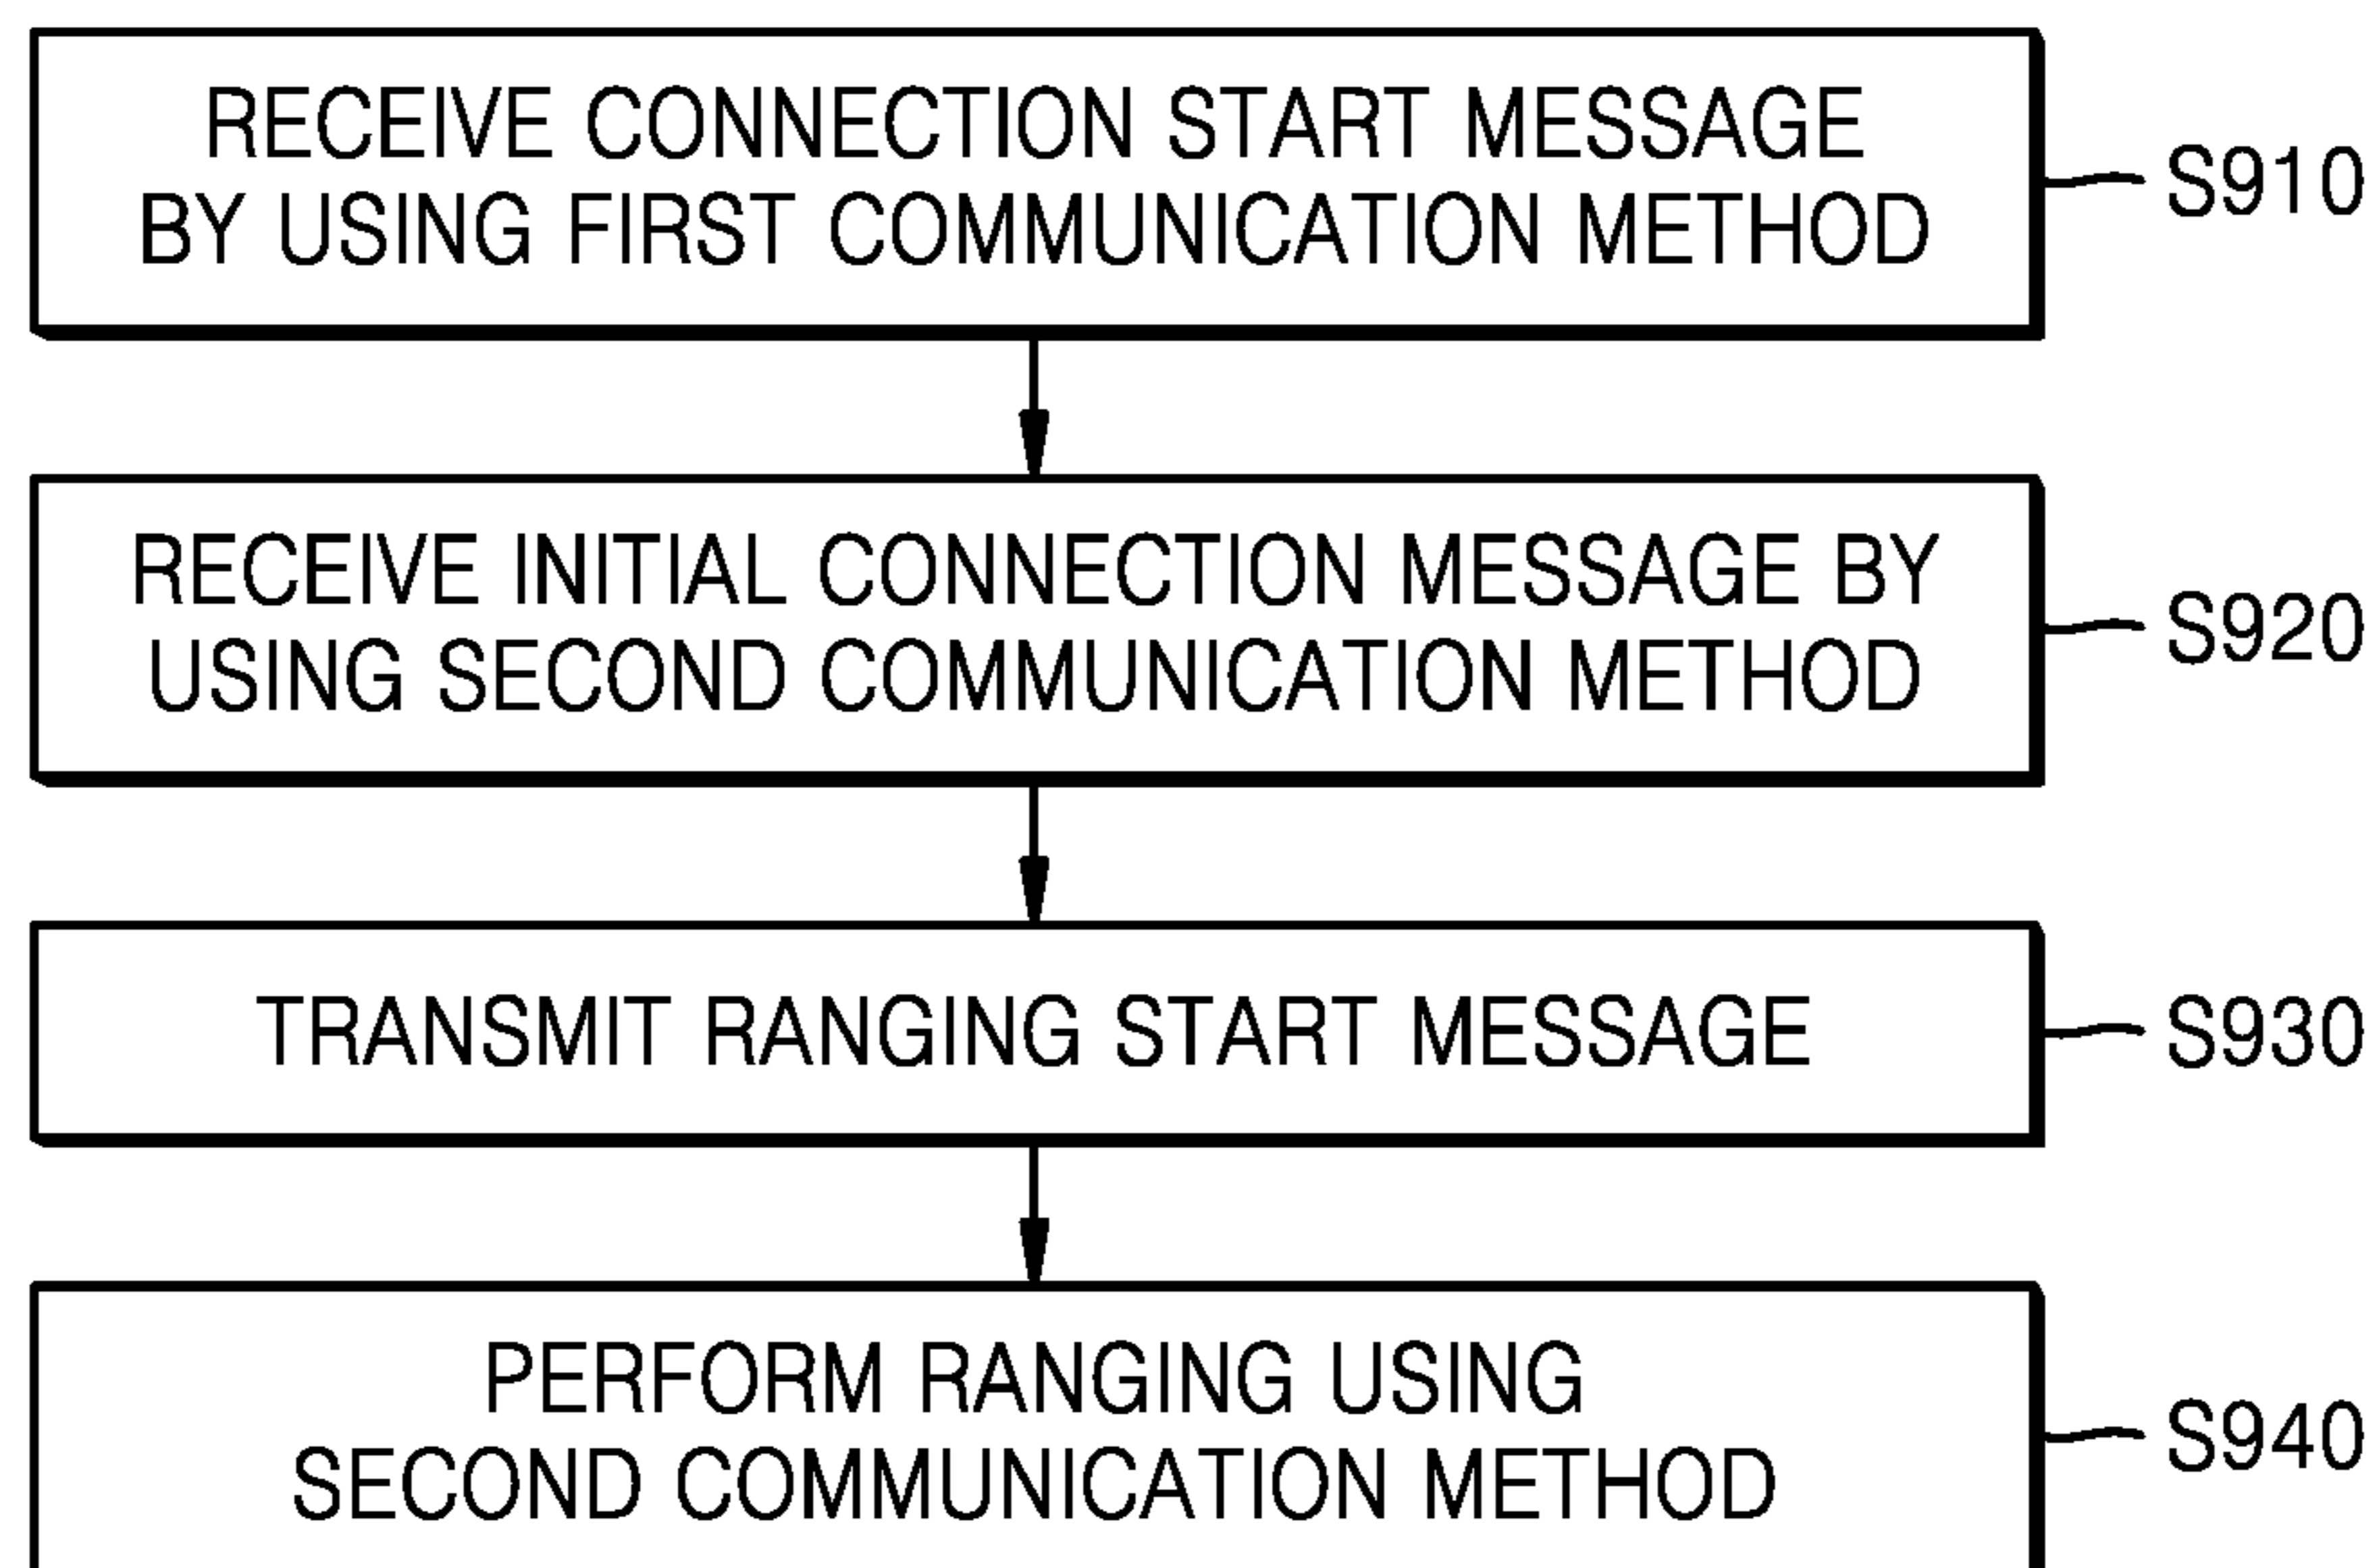 RECEIVE CONNECTION START MESSAGE
BY USING FIRST COMMUNICATION METHOD
S910
RECEIVE INITIAL CONNECTION MESSAGE BY
USING SECOND COMMUNICATION METHOD
S920
TRANSMIT RANGING START MESSAGE
S930
PERFORM RANGING USING
SECOND COMMUNICATION METHOD
S940